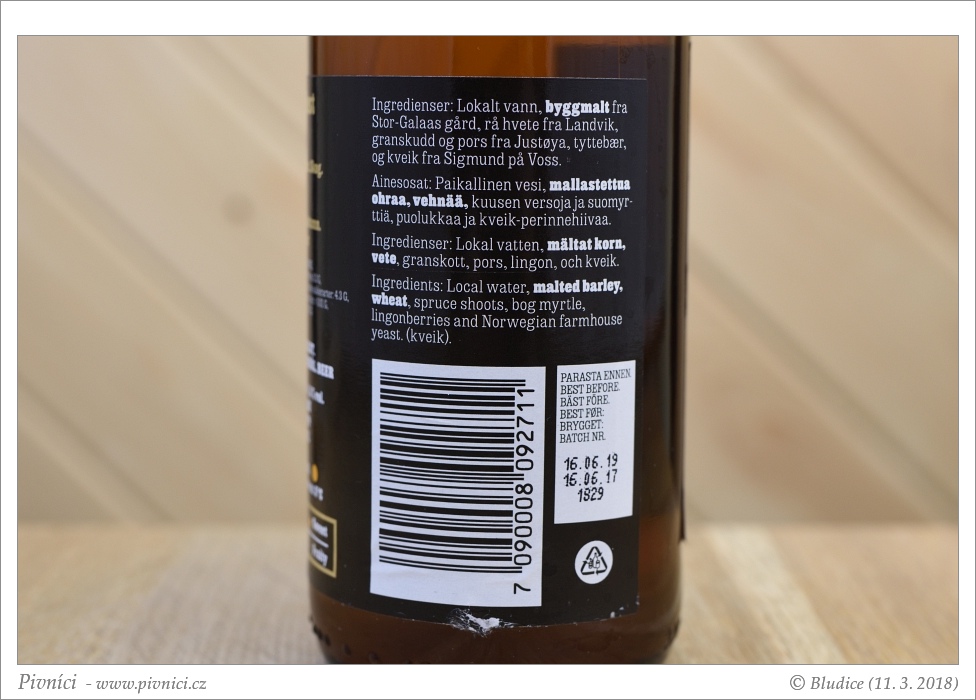 Ingredienser: Lokalt vann, byggmalt fra
Stor-Galaas gård, rå hvete fra Landvik,
granskudd og pors fra Justøya, tyttebær,
og kveik fra Sigmund på Voss.
Ainesosat: Paikallinen vesi, mallastettua
ohraa, vehnää, kuusen versoja ja suomyr-
ttiä, puolukkaa ja kveik-perinnehiivaa.
Ingredienser: Lokal vatten, mältat korn,
vete, granskott, pors, lingon, och kveik.
Ingredients: Local water, malted barley,
wheat, spruce shoots, bog myrtle,
lingonberries and Norwegian farmhouse
yeast. (kveik).
BEER
7 090008 092711
PARASTA ENNEN
BEST BEFORE.
BÄST FÖRE.
BEST FØR:
BRYGGET:
BATCH NR.
16.06.19
16.06.17
1829
Pivníci - www.pivnici.cz
© Bludice (11. 3. 2018)